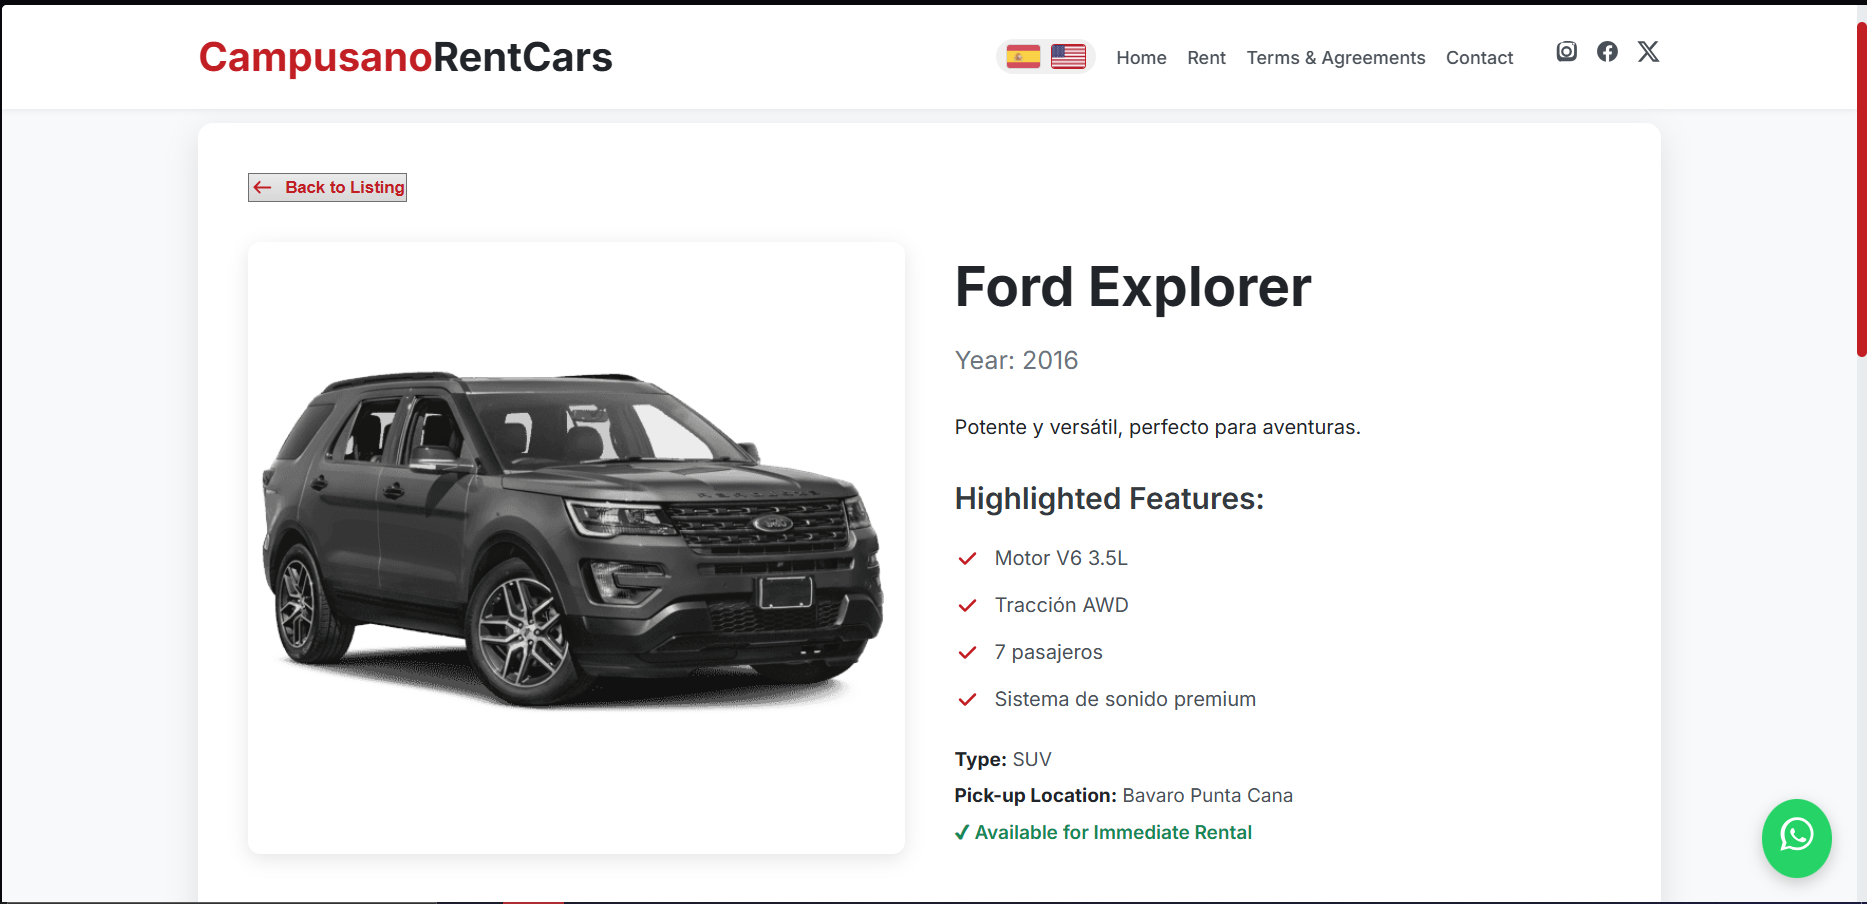 CampusanoRentCars
Home Rent Terms & Agreements Contact
← Back to Listing
Ford Explorer
Year: 2016
Potente y versátil, perfecto para aventuras.
Highlighted Features:
Motor V6 3.5L
Tracción AWD
7 pasajeros
Sistema de sonido premium
Type: SUV
Pick-up Location: Bavaro Punta Cana
✓ Available for Immediate Rental